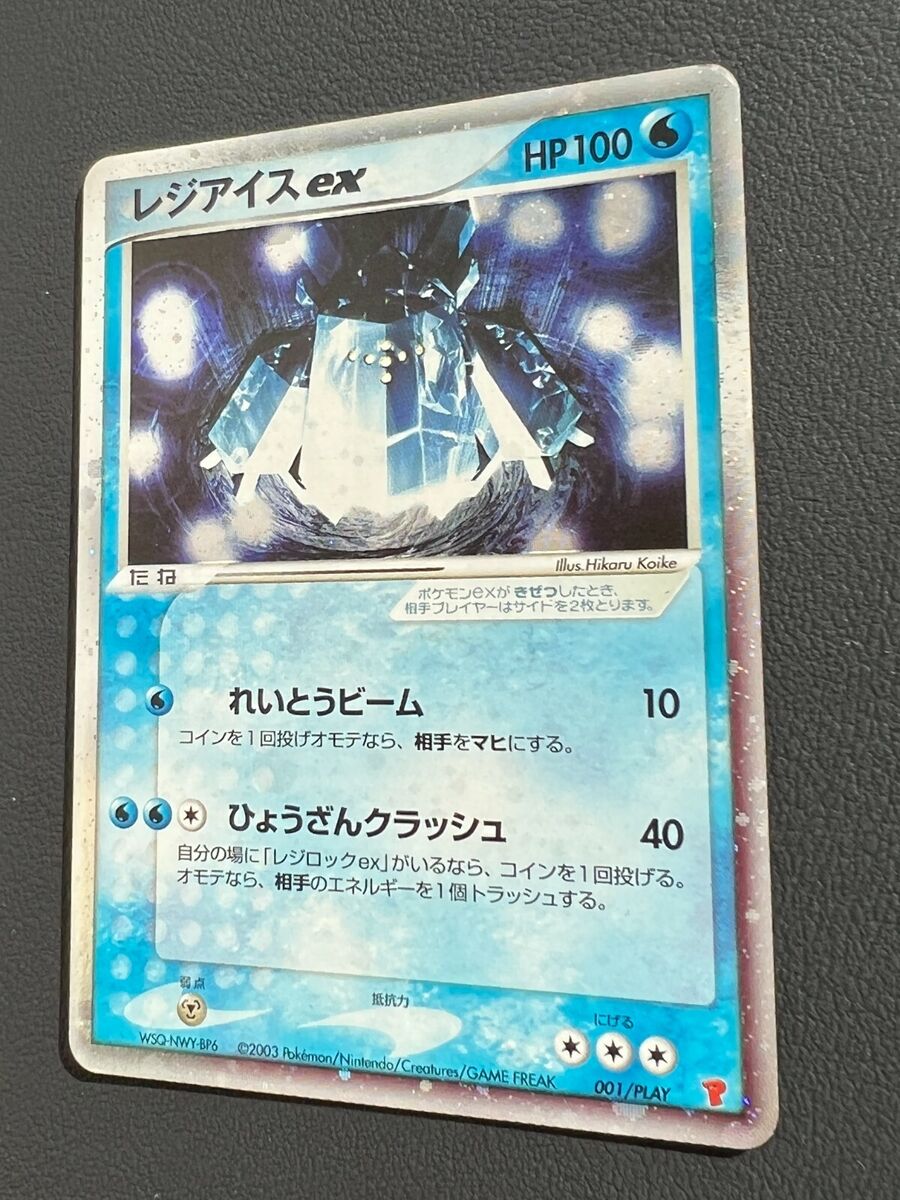 レジアイスex
HP100
たね
Illus.Hikaru Koike
ポケモンexが きぜつしたとき、
相手プレイヤーはサイドを2枚とります。
れいとうビーム 10
コインを1回投げオモテなら、相手をマヒにする。
ひょうざんクラッシュ 40
自分の場に「レジロックex」がいるなら、コインを1回投げる。
オモテなら、相手のエネルギーを1個トラッシュする。
弱点
抵抗力
にげる
WSQ-NWY-BP6
©2003 Pokémon/Nintendo/Creatures/GAME FREAK
001/PLAY
P